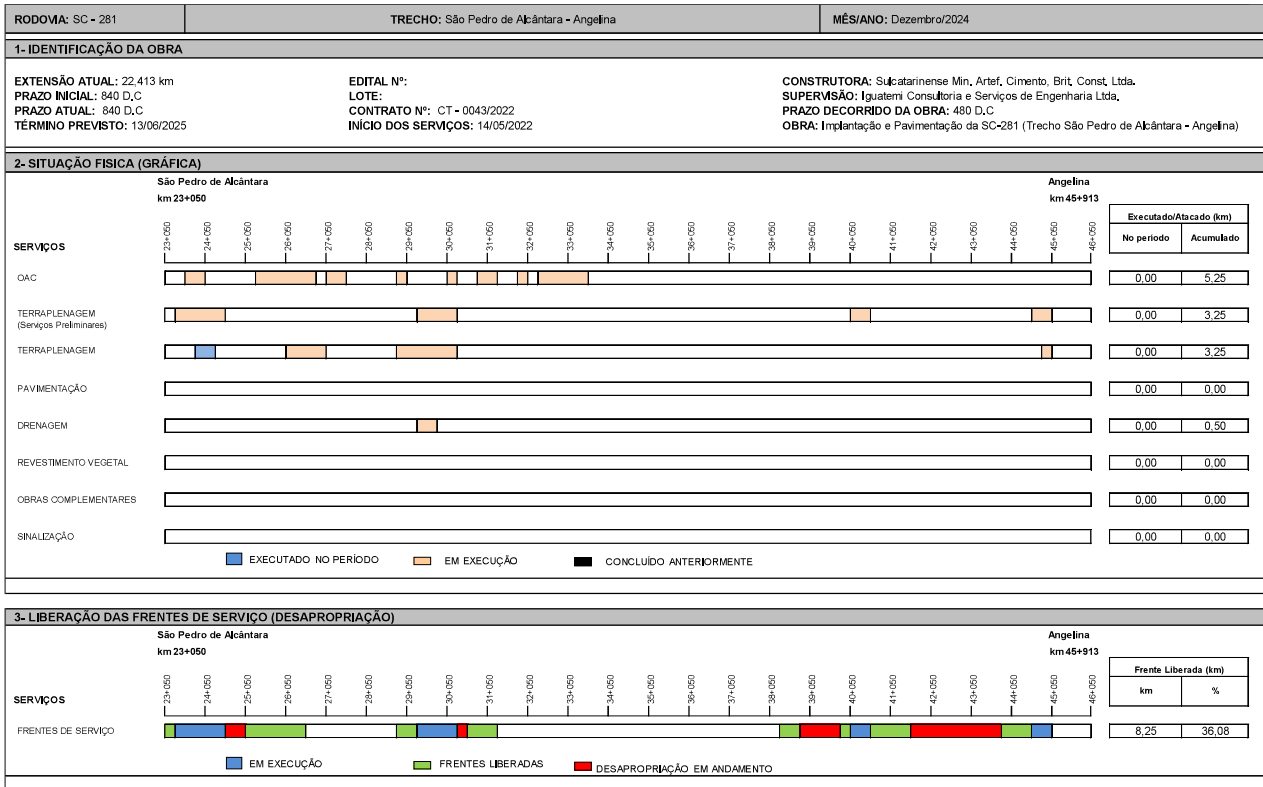 RODOVIA: SC - 281 TRECHO: São Pedro de Alcântara - Angelina MÊS/ANO: Dezembro/2024
1- IDENTIFICAÇÃO DA OBRA
EXTENSÃO ATUAL: 22,413 km EDITAL Nº: CONSTRUTORA: Sulcatarinense Min. Artef. Cimento, Brit. Const. Ltda.
PRAZO INICIAL: 840 D.C LOTE: SUPERVISÃO: Iguatemi Consultoria e Serviços de Engenharia Ltda.
PRAZO ATUAL: 840 D.C CONTRATO Nº: CT - 0043/2022 PRAZO DECORRIDO DA OBRA: 480 D.C
TÉRMINO PREVISTO: 13/06/2025 INÍCIO DOS SERVIÇOS: 14/05/2022 OBRA: Implantação e Pavimentação da SC-281 (Trecho São Pedro de Alcântara - Angelina)
2- SITUAÇÃO FISICA (GRÁFICA)
São Pedro de Alcântara Angelina
km 23+050 km 45+913
Executado/Atacado (km)
SERVIÇOS 23+050 24+050 25+050 26+050 27+050 28+050 29+050 30+050 31+050 32+050 33+050 34+050 35+050 36+050 37+050 38+050 39+050 40+050 41+050 42+050 43+050 44+050 45+050 46+050 No periodo Acumulado
OAC 0,00 5,25
TERRAPLENAGEM 0,00 3,25
(Serviços Preliminares)
TERRAPLENAGEM 0,00 3,25
PAVIMENTAÇÃO 0,00 0,00
DRENAGEM 0,00 0,50
REVESTIMENTO VEGETAL 0,00 0,00
OBRAS COMPLEMENTARES 0,00 0,00
SINALIZAÇÃO 0,00 0,00
EXECUTADO NO PERÍODO EM EXECUÇÃO CONCLUÍDO ANTERIORMENTE
3- LIBERAÇÃO DAS FRENTES DE SERVIÇO (DESAPROPRIAÇÃO)
São Pedro de Alcântara Angelina
km 23+050 km 45+913
Frente Liberada (km)
SERVIÇOS 23+050 24+050 25+050 26+050 27+050 28+050 29+050 30+050 31+050 32+050 33+050 34+050 35+050 36+050 37+050 38+050 39+050 40+050 41+050 42+050 43+050 44+050 45+050 46+050 km %
FRENTES DE SERVIÇO 8,25 36,08
EM EXECUÇÃO FRENTES LIBERADAS DESAPROPRIAÇÃO EM ANDAMENTO